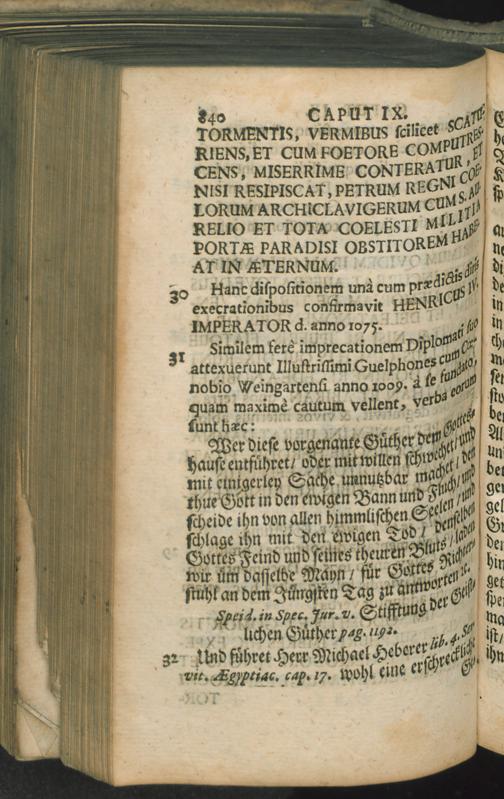 840 CAPUT IX.
TORMENTIS, VERMIBUS ſcilicet SCATU-
RIENS, ET CUM FOETORE COMPUTRES-
CENS, MISERRIME CONTERATUR, ET
NISI RESIPISCAT, PETRUM REGNI COE-
LORUM ARCHICLAVIGERUM CUM S. AU-
RELIO ET TOTA COELESTI MILITIA
PORTÆ PARADISI OBSTITOREM HABE-
AT IN ÆTERNUM.
30 Hanc diſpoſitionem unà cum prædictis diris
execrationibus confirmavit HENRICUS IV.
IMPERATOR d. anno 1075.
31 Similem ferè imprecationem Diplomati ſuo
attexuerunt Illuſtriſſimi Guelphones cum Cœ-
nobio Weingartenſi anno 1009. à ſe fundato,
quam maximè cautum vellent, verba eorum
ſunt hæc:
Wer dieſe vorgenante Güther dem Gottes-
hauſe entführet / oder mit willen ſchwechet / und
mit einigerley Sache unnutzbar machet / den
thue Gott in den ewigen Bann und Fluch / und
ſcheide ihn von allen himmliſchen Seelen / und
ſchlage ihn mit den ewigen Tod / denſelben
Gottes Feind und ſeines theuren Bluts / laden
wir üm daſſelbe Mayn / für Gottes Richter-
ſtuhl an dem Jüngſten Tag zu antworten ꝛc.
Speid. in Spec. Jur. v. Stifftung der Geiſt-
lichen Güther pag. 1192.
32 Und führet Herr Michael Heberer lib. 4. Ser-
vit. Ægyptiac. cap. 17. wohl eine erſchreckliche